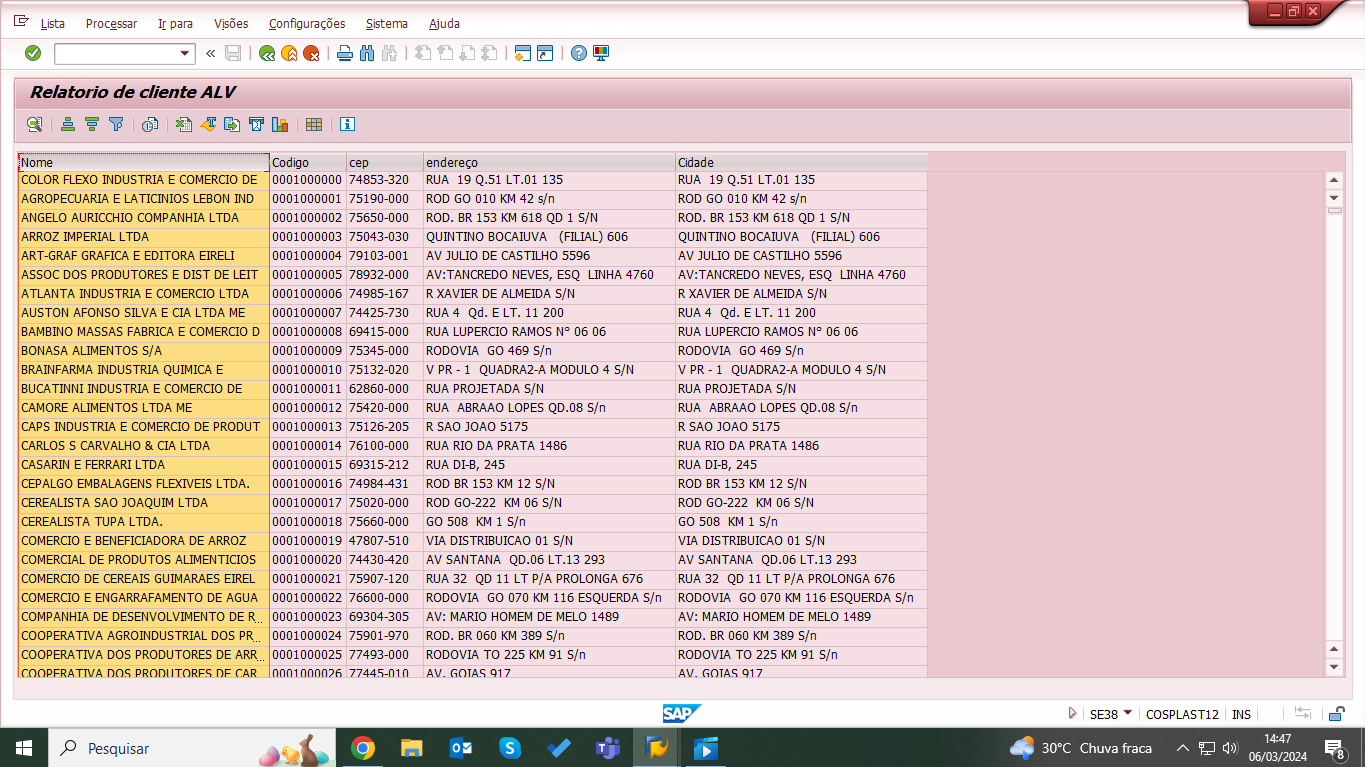 Lista Processar Ir para Visões Configurações Sistema Ajuda
Relatorio de cliente ALV
Nome Codigo cep endereço Cidade
COLOR FLEXO INDUSTRIA E COMERCIO DE 0001000000 74853-320 RUA  19 Q.51 LT.01 135 RUA  19 Q.51 LT.01 135
AGROPECUARIA E LATICINIOS LEBON IND 0001000001 75190-000 ROD GO 010 KM 42 s/n ROD GO 010 KM 42 s/n
ANGELO AURICCHIO COMPANHIA LTDA 0001000002 75650-000 ROD. BR 153 KM 618 QD 1 S/N ROD. BR 153 KM 618 QD 1 S/N
ARROZ IMPERIAL LTDA 0001000003 75043-030 QUINTINO BOCAIUVA   (FILIAL) 606 QUINTINO BOCAIUVA   (FILIAL) 606
ART-GRAF GRAFICA E EDITORA EIRELI 0001000004 79103-001 AV JULIO DE CASTILHO 5596 AV JULIO DE CASTILHO 5596
ASSOC DOS PRODUTORES E DIST DE LEIT 0001000005 78932-000 AV:TANCREDO NEVES, ESQ  LINHA 4760 AV:TANCREDO NEVES, ESQ  LINHA 4760
ATLANTA INDUSTRIA E COMERCIO LTDA 0001000006 74985-167 R XAVIER DE ALMEIDA S/N R XAVIER DE ALMEIDA S/N
AUSTON AFONSO SILVA E CIA LTDA ME 0001000007 74425-730 RUA 4  Qd. E LT. 11 200 RUA 4  Qd. E LT. 11 200
BAMBINO MASSAS FABRICA E COMERCIO D 0001000008 69415-000 RUA LUPERCIO RAMOS N° 06 06 RUA LUPERCIO RAMOS N° 06 06
BONASA ALIMENTOS S/A 0001000009 75345-000 RODOVIA  GO 469 S/n RODOVIA  GO 469 S/n
BRAINFARMA INDUSTRIA QUIMICA E 0001000010 75132-020 V PR - 1  QUADRA2-A MODULO 4 S/N V PR - 1  QUADRA2-A MODULO 4 S/N
BUCATINNI INDUSTRIA E COMERCIO DE 0001000011 62860-000 RUA PROJETADA S/N RUA PROJETADA S/N
CAMORE ALIMENTOS LTDA ME 0001000012 75420-000 RUA  ABRAAO LOPES QD.08 S/n RUA  ABRAAO LOPES QD.08 S/n
CAPS INDUSTRIA E COMERCIO DE PRODUT 0001000013 75126-205 R SAO JOAO 5175 R SAO JOAO 5175
CARLOS S CARVALHO & CIA LTDA 0001000014 76100-000 RUA RIO DA PRATA 1486 RUA RIO DA PRATA 1486
CASARIN E FERRARI LTDA 0001000015 69315-212 RUA DI-B, 245 RUA DI-B, 245
CEPALGO EMBALAGENS FLEXIVEIS LTDA. 0001000016 74984-431 ROD BR 153 KM 12 S/N ROD BR 153 KM 12 S/N
CEREALISTA SAO JOAQUIM LTDA 0001000017 75020-000 ROD GO-222  KM 06 S/N ROD GO-222  KM 06 S/N
CEREALISTA TUPA LTDA. 0001000018 75660-000 GO 508  KM 1 S/n GO 508  KM 1 S/n
COMERCIO E BENEFICIADORA DE ARROZ 0001000019 47807-510 VIA DISTRIBUICAO 01 S/N VIA DISTRIBUICAO 01 S/N
COMERCIAL DE PRODUTOS ALIMENTICIOS 0001000020 74430-420 AV SANTANA  QD.06 LT.13 293 AV SANTANA  QD.06 LT.13 293
COMERCIO DE CEREAIS GUIMARAES EIREL 0001000021 75907-120 RUA 32  QD 11 LT P/A PROLONGA 676 RUA 32  QD 11 LT P/A PROLONGA 676
COMERCIO E ENGARRAFAMENTO DE AGUA 0001000022 76600-000 RODOVIA  GO 070 KM 116 ESQUERDA S/n RODOVIA  GO 070 KM 116 ESQUERDA S/n
COMPANHIA DE DESENVOLVIMENTO DE R... 0001000023 69304-305 AV: MARIO HOMEM DE MELO 1489 AV: MARIO HOMEM DE MELO 1489
COOPERATIVA AGROINDUSTRIAL DOS PR... 0001000024 75901-970 ROD. BR 060 KM 389 S/n ROD. BR 060 KM 389 S/n
COOPERATIVA DOS PRODUTORES DE ARR... 0001000025 77493-000 RODOVIA TO 225 KM 91 S/n RODOVIA TO 225 KM 91 S/n
COOPERATIVA DOS PRODUTORES DE CAR 0001000026 77445-010 AV. GOIAS 917 AV. GOIAS 917
SAP SE38 COSPLAST12 INS
Pesquisar 30°C Chuva fraca 14:47
06/03/2024 8